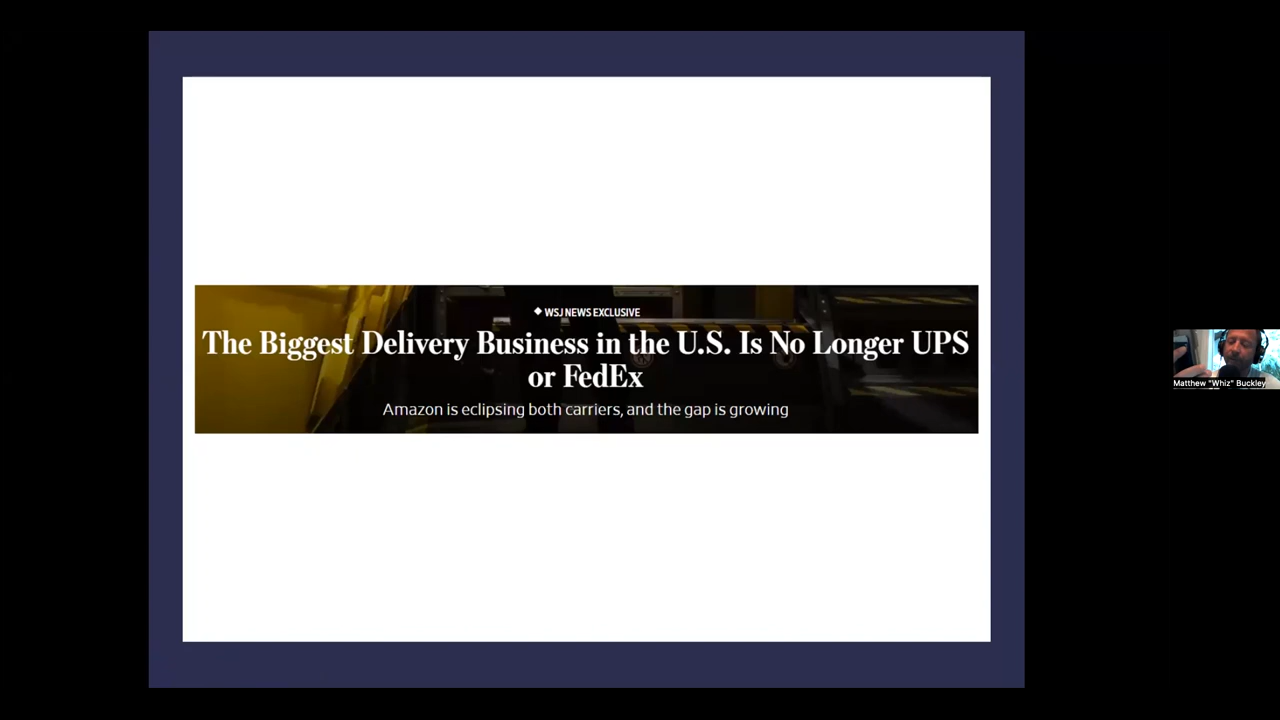 ◆ WSJ NEWS EXCLUSIVE
The Biggest Delivery Business in the U.S. Is No Longer UPS
or FedEx
Amazon is eclipsing both carriers, and the gap is growing
Matthew "Whiz" Buckley